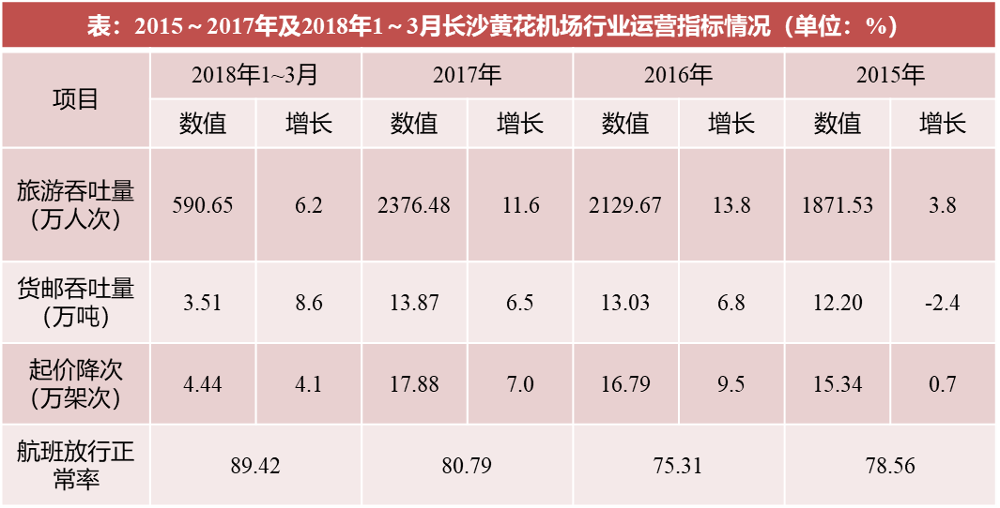 表：2015～2017年及2018年1～3月长沙黄花机场行业运营指标情况（单位：%）
项目 2018年1~3月 2017年 2016年 2015年
数值 增长 数值 增长 数值 增长 数值 增长
旅游吞吐量
（万人次） 590.65 6.2 2376.48 11.6 2129.67 13.8 1871.53 3.8
货邮吞吐量
（万吨） 3.51 8.6 13.87 6.5 13.03 6.8 12.20 -2.4
起价降次
（万架次） 4.44 4.1 17.88 7.0 16.79 9.5 15.34 0.7
航班放行正
常率 89.42 80.79 75.31 78.56